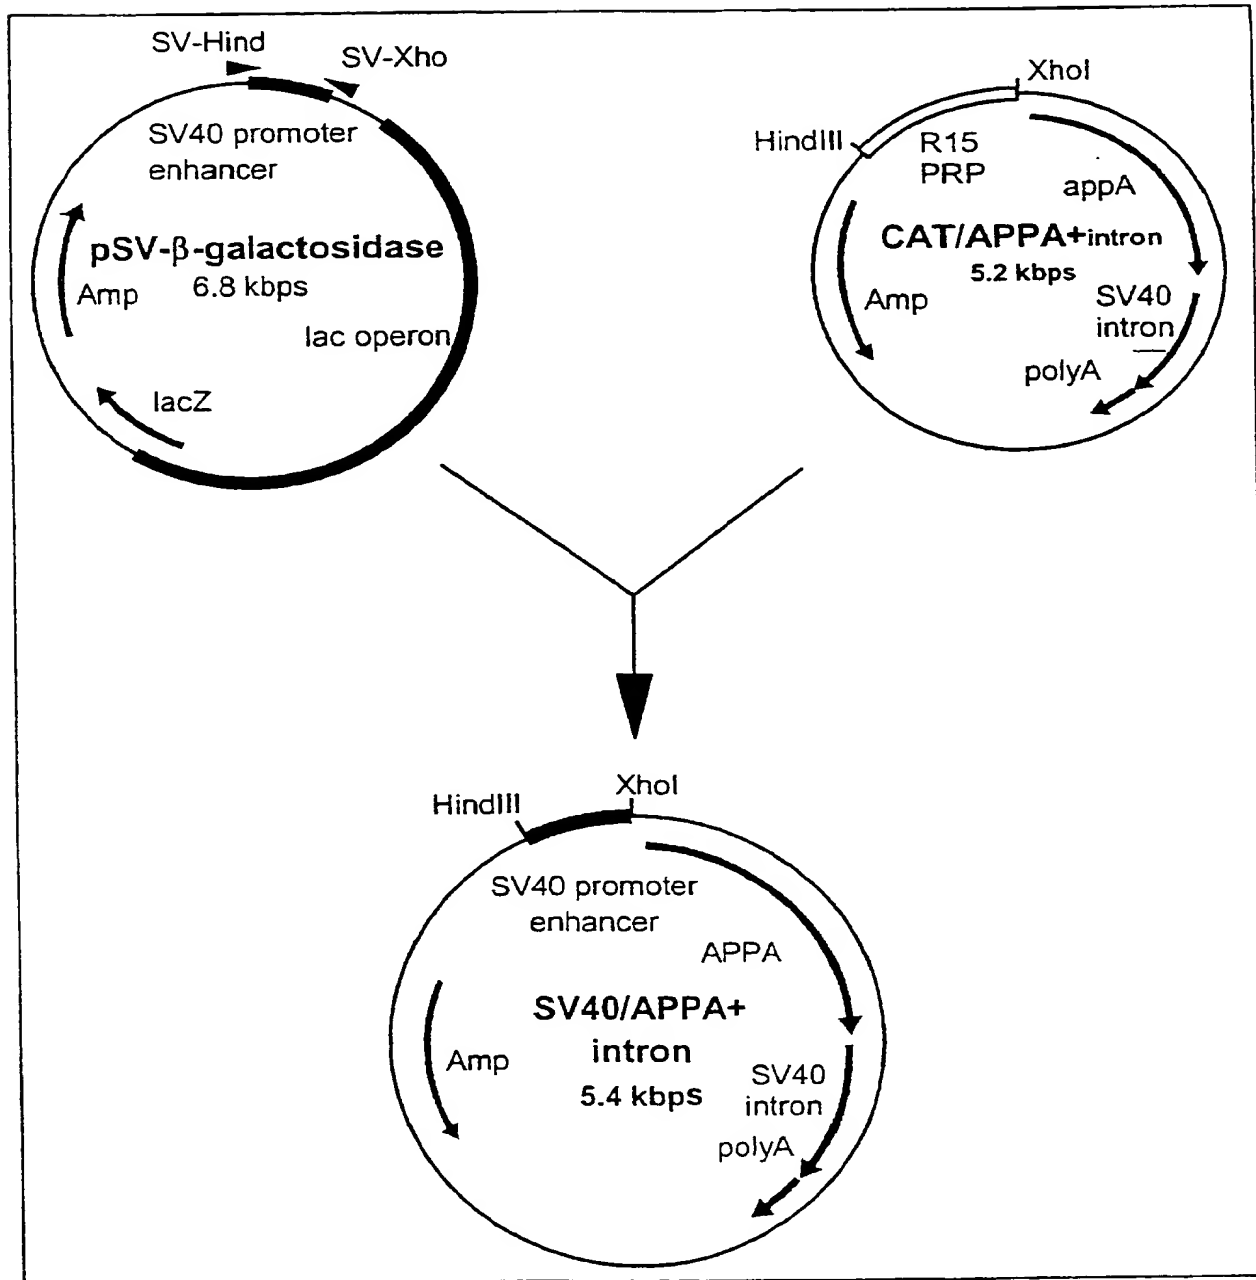 SV-Hind
SV-Xho
SV40 promoter
enhancer
pSV-β-galactosidase
6.8 kbps
Amp
lac operon
lacZ
XhoI
HindIII
R15
PRP
appA
CAT/APPA+intron
5.2 kbps
Amp
SV40
intron
polyA
XhoI
HindIII
SV40 promoter
enhancer
APPA
SV40/APPA+
intron
5.4 kbps
Amp
SV40
intron
polyA